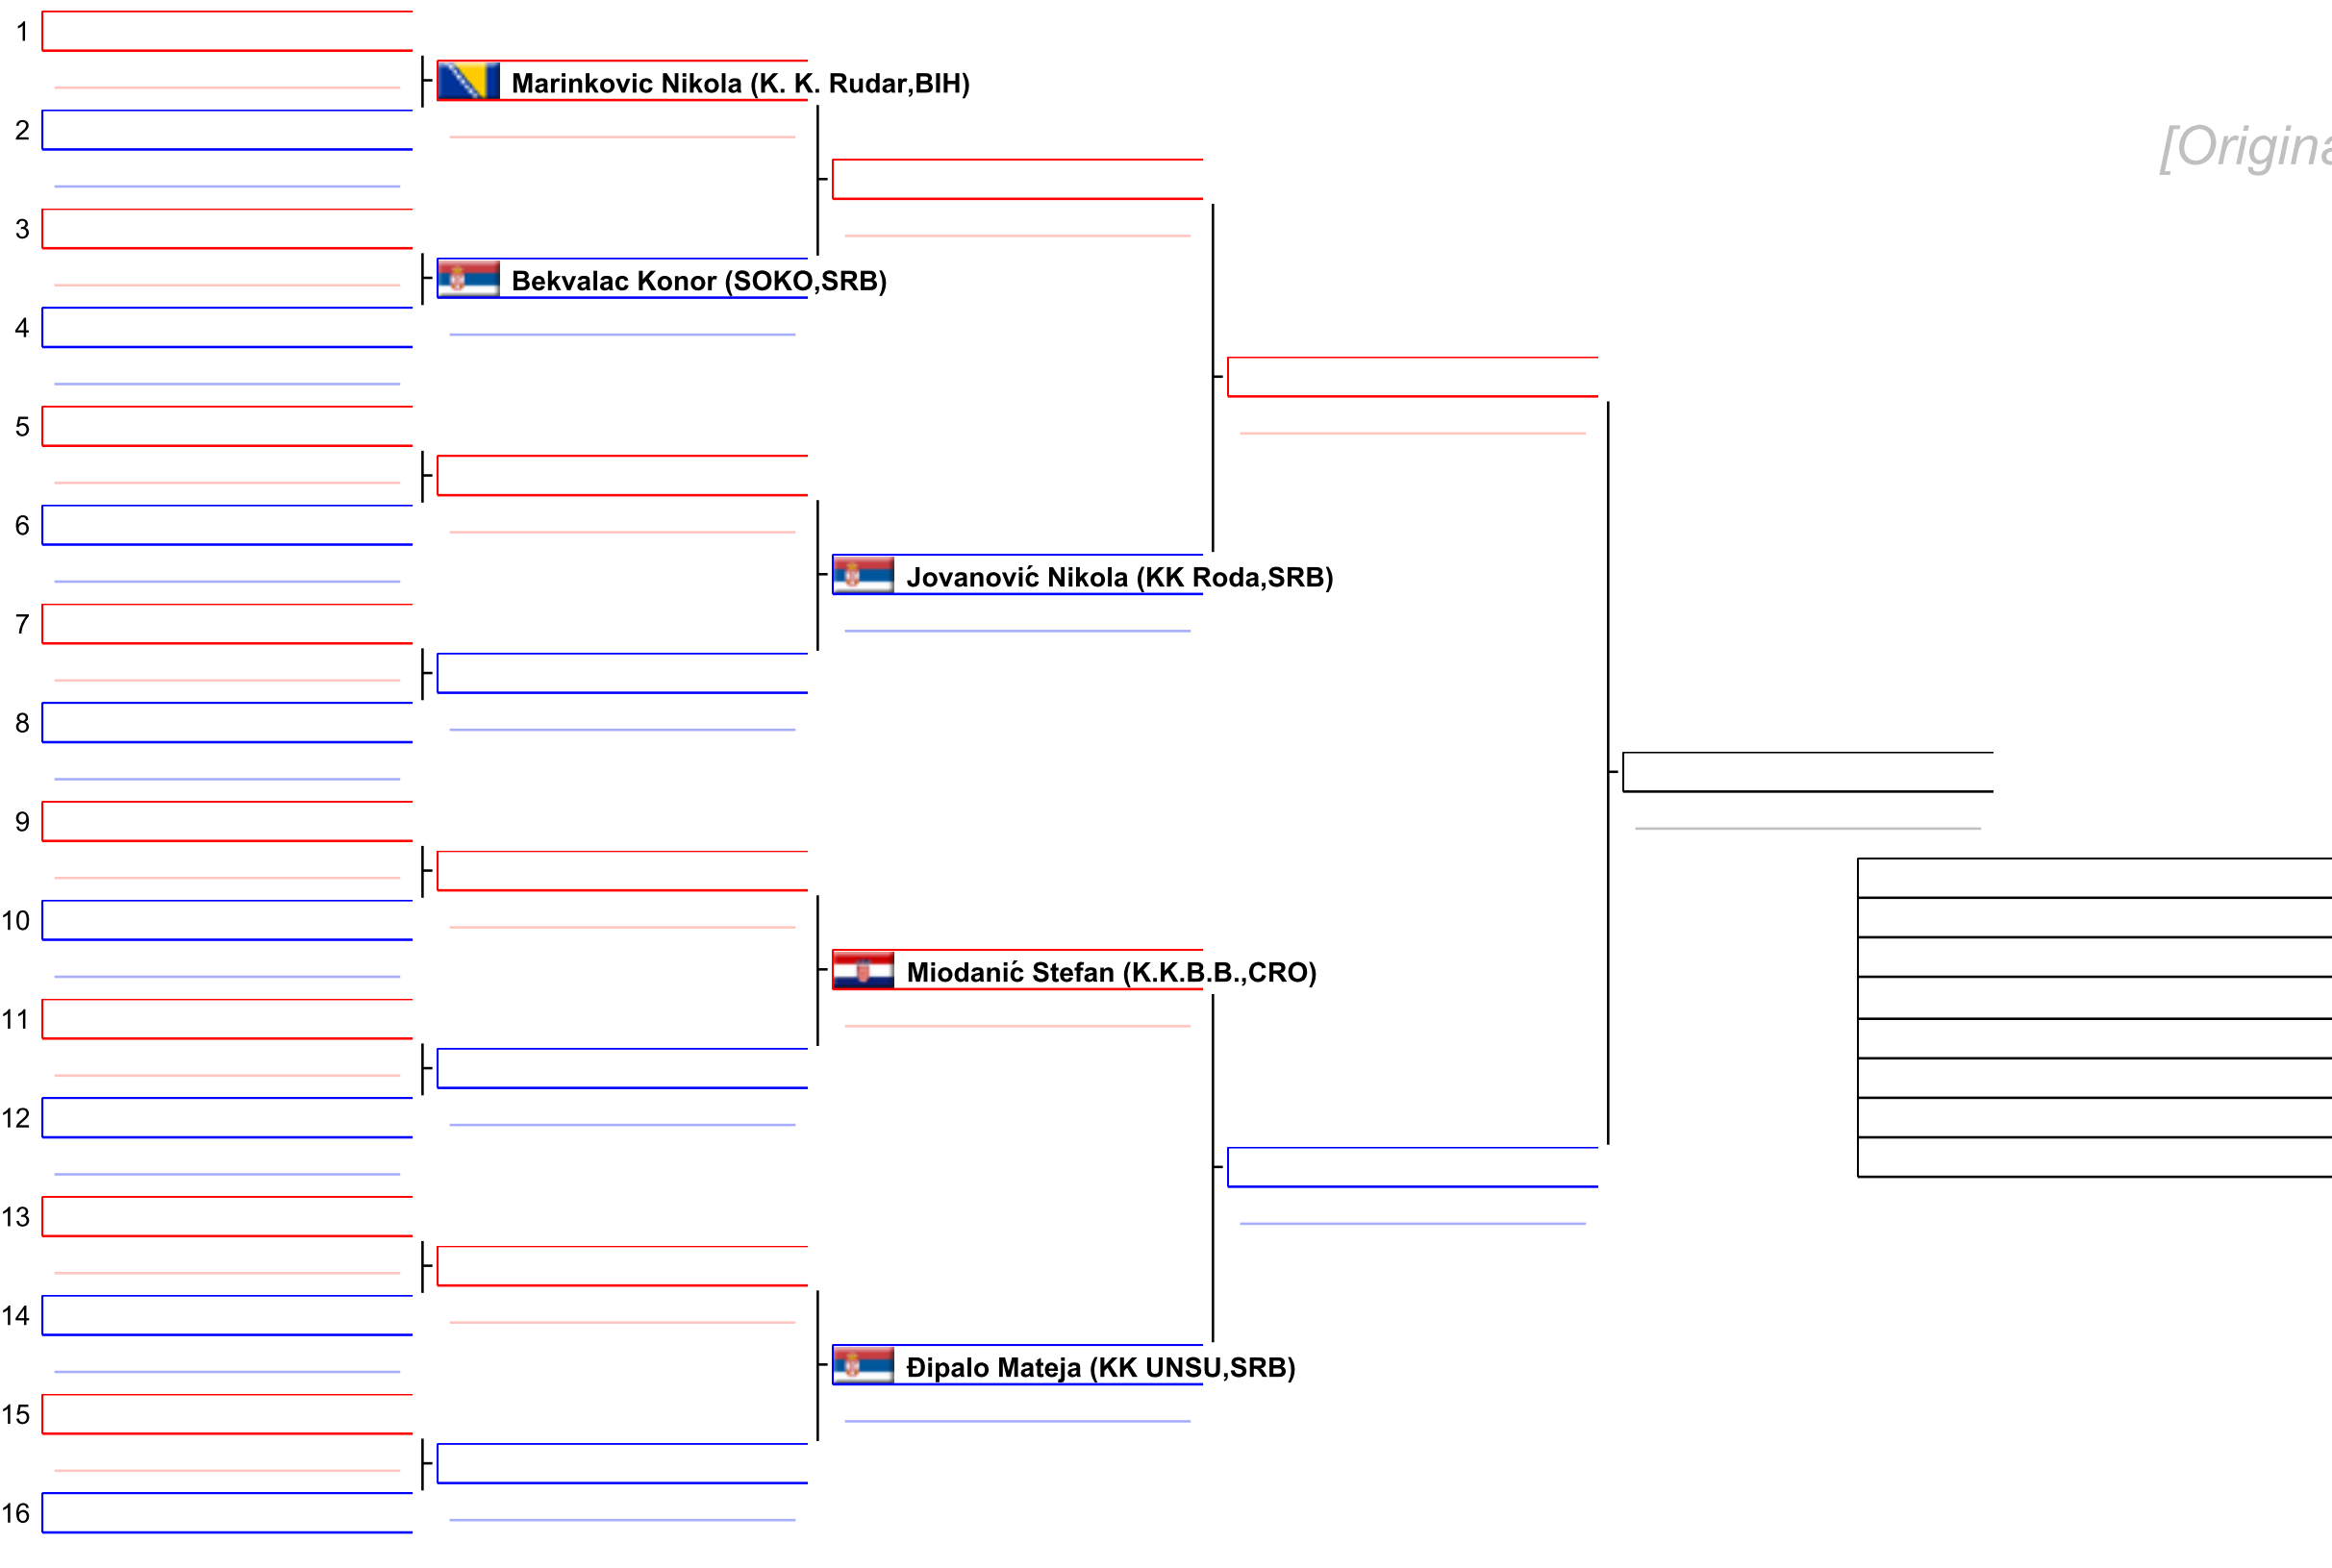 1
Marinkovic Nikola (K. K. Rudar,BIH)
2
[Origina
3
Bekvalac Konor (SOKO,SRB)
4
5
6
Jovanović Nikola (KK Roda,SRB)
7
8
9
10
Miodanić Stefan (K.K.B.B.,CRO)
11
12
13
14
Đipalo Mateja (KK UNSU,SRB)
15
16